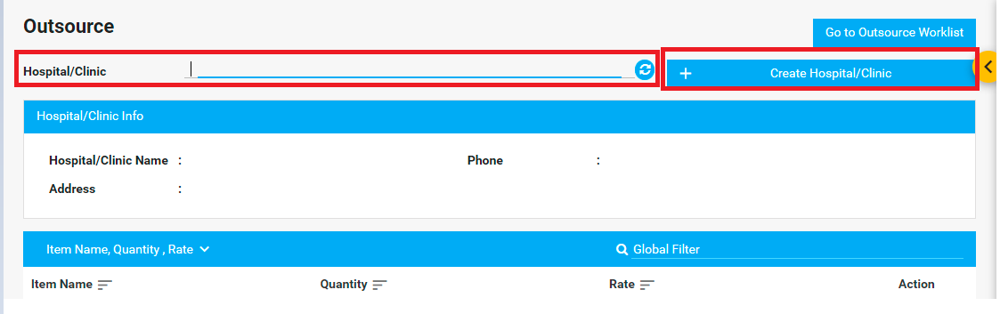 Outsource
Go to Outsource Worklist
Hospital/Clinic
+ Create Hospital/Clinic
Hospital/Clinic Info
Hospital/Clinic Name :
Phone :
Address :
Item Name, Quantity , Rate
Global Filter
Item Name Quantity Rate Action